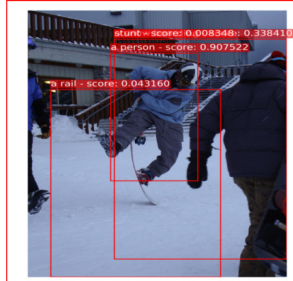 stunt - score: 0.008348: 0.338410
a person - score: 0.907522
a rail - score: 0.043160